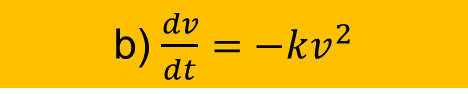 b) dv/dt = −kv²